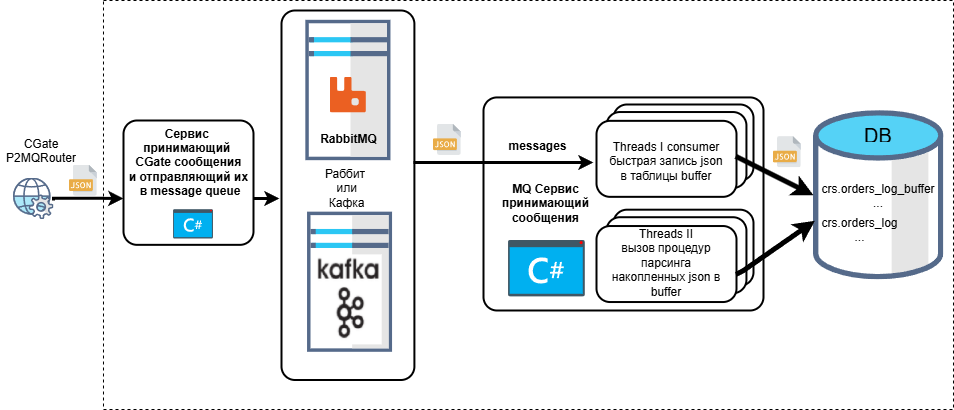 CGate
P2MQRouter
JSON
Сервис
принимающий
CGate сообщения
и отправляющий их
в message queue
C#
RabbitMQ
Раббит
или
Кафка
kafka
JSON
messages
MQ Сервис
принимающий
сообщения
C#
Threads I consumer
быстрая запись json
в таблицы buffer
Threads II
вызов процедур
парсинга
накопленных json в
buffer
JSON
DB
crs.orders_log_buffer
...
crs.orders_log
...